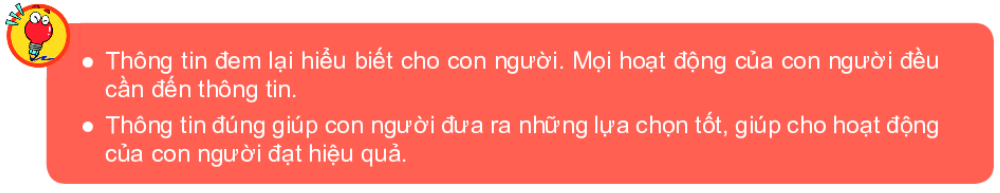 ● Thông tin đem lại hiểu biết cho con người. Mọi hoạt động của con người đều
cần đến thông tin.
● Thông tin đúng giúp con người đưa ra những lựa chọn tốt, giúp cho hoạt động
của con người đạt hiệu quả.